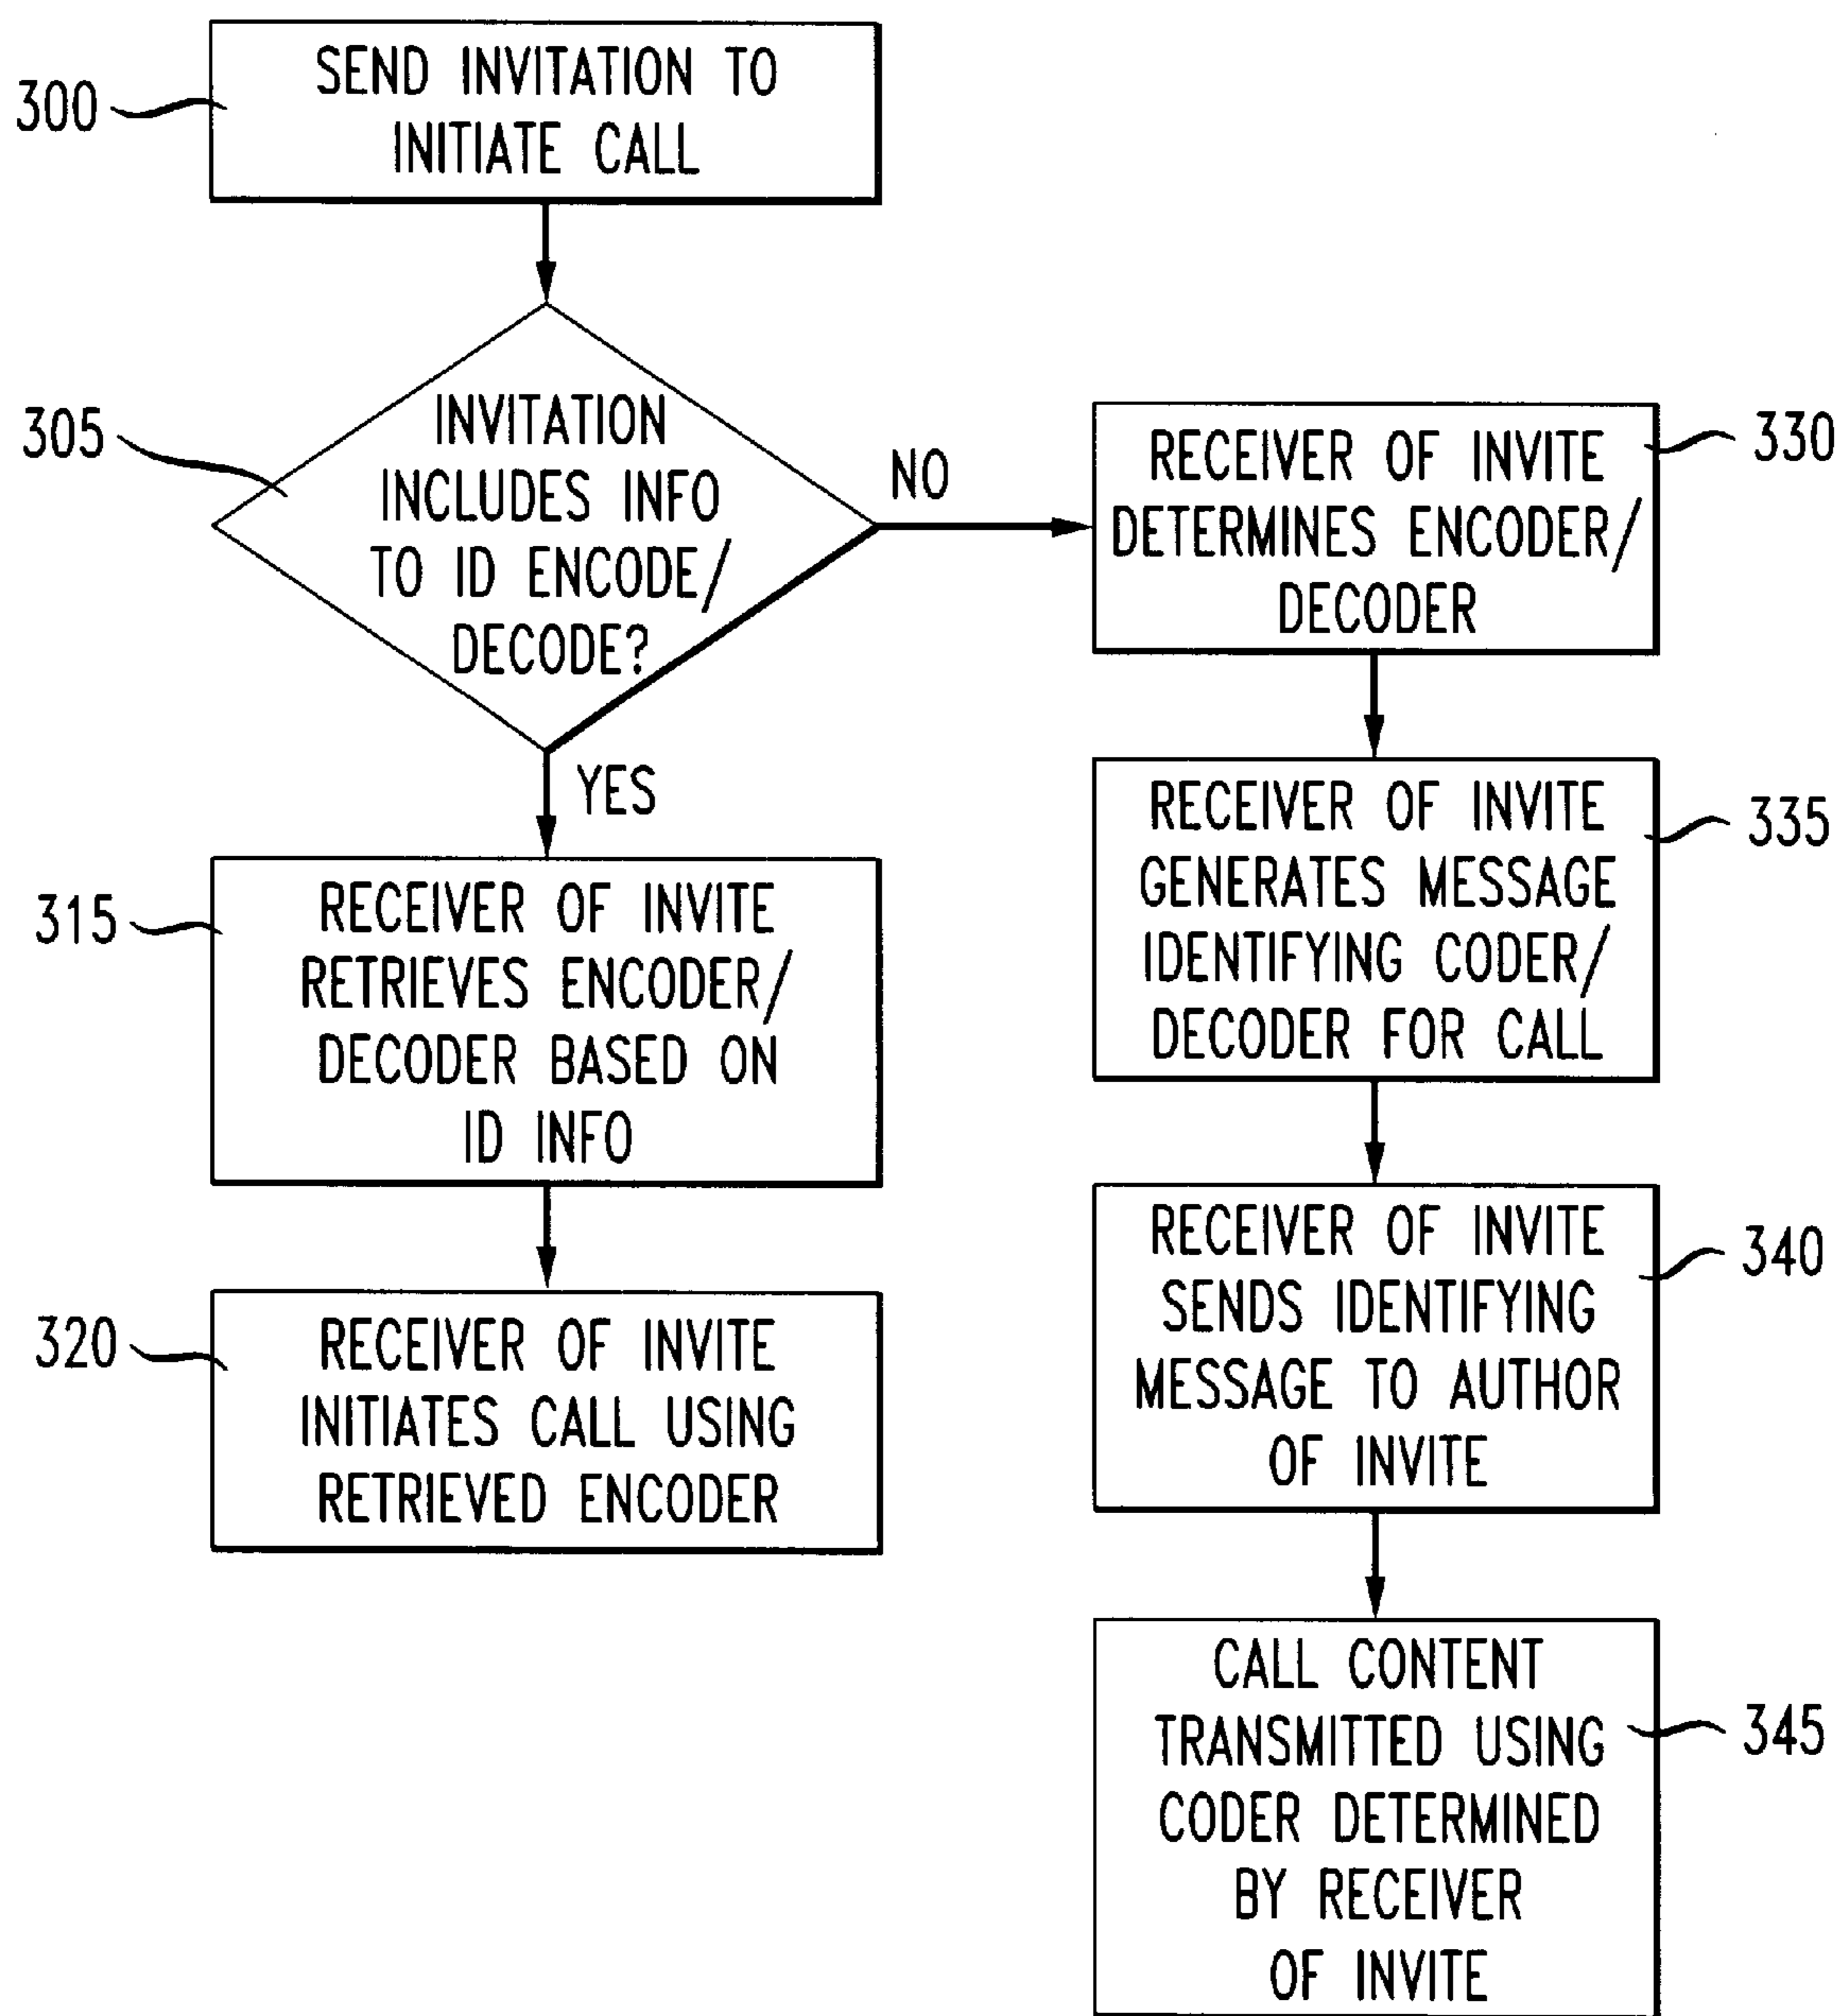 300
SEND INVITATION TO
INITIATE CALL
305
INVITATION
INCLUDES INFO
TO ID ENCODE/
DECODE?
NO
YES
315
RECEIVER OF INVITE
RETRIEVES ENCODER/
DECODER BASED ON
ID INFO
320
RECEIVER OF INVITE
INITIATES CALL USING
RETRIEVED ENCODER
RECEIVER OF INVITE
DETERMINES ENCODER/
DECODER
330
RECEIVER OF INVITE
GENERATES MESSAGE
IDENTIFYING CODER/
DECODER FOR CALL
335
RECEIVER OF INVITE
SENDS IDENTIFYING
MESSAGE TO AUTHOR
OF INVITE
340
CALL CONTENT
TRANSMITTED USING
CODER DETERMINED
BY RECEIVER
OF INVITE
345